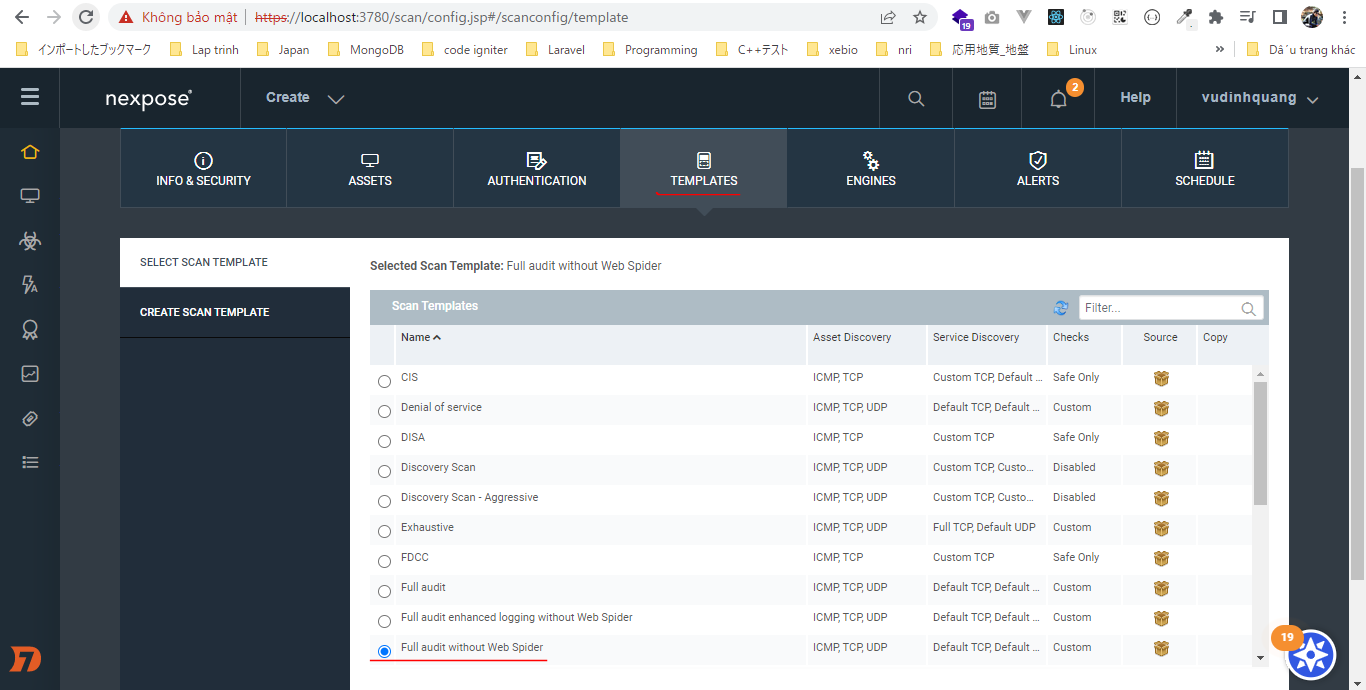 Không bảo mật https://localhost:3780/scan/config.jsp#/scanconfig/template 19
インポートしたブックマーク Lap trinh Japan MongoDB code igniter Laravel Programming C++テスト xebio nri 応用地質_地盤 Linux » Dấu trang khác
nexpose Create 2 Help vudinhquang
INFO & SECURITY ASSETS AUTHENTICATION TEMPLATES ENGINES ALERTS SCHEDULE
SELECT SCAN TEMPLATE
CREATE SCAN TEMPLATE
Selected Scan Template: Full audit without Web Spider
Scan Templates Filter...
Name Asset Discovery Service Discovery Checks Source Copy
CIS ICMP, TCP Custom TCP, Default ... Safe Only
Denial of service ICMP, TCP, UDP Default TCP, Default ... Custom
DISA ICMP, TCP Custom TCP Safe Only
Discovery Scan ICMP, TCP, UDP Custom TCP, Custo... Disabled
Discovery Scan - Aggressive ICMP, TCP, UDP Custom TCP, Custo... Disabled
Exhaustive ICMP, TCP, UDP Full TCP, Default UDP Custom
FDCC ICMP, TCP Custom TCP Safe Only
Full audit ICMP, TCP, UDP Default TCP, Default ... Custom
Full audit enhanced logging without Web Spider ICMP, TCP, UDP Default TCP, Default ... Custom
Full audit without Web Spider ICMP, TCP, UDP Default TCP, Default ... Custom
19